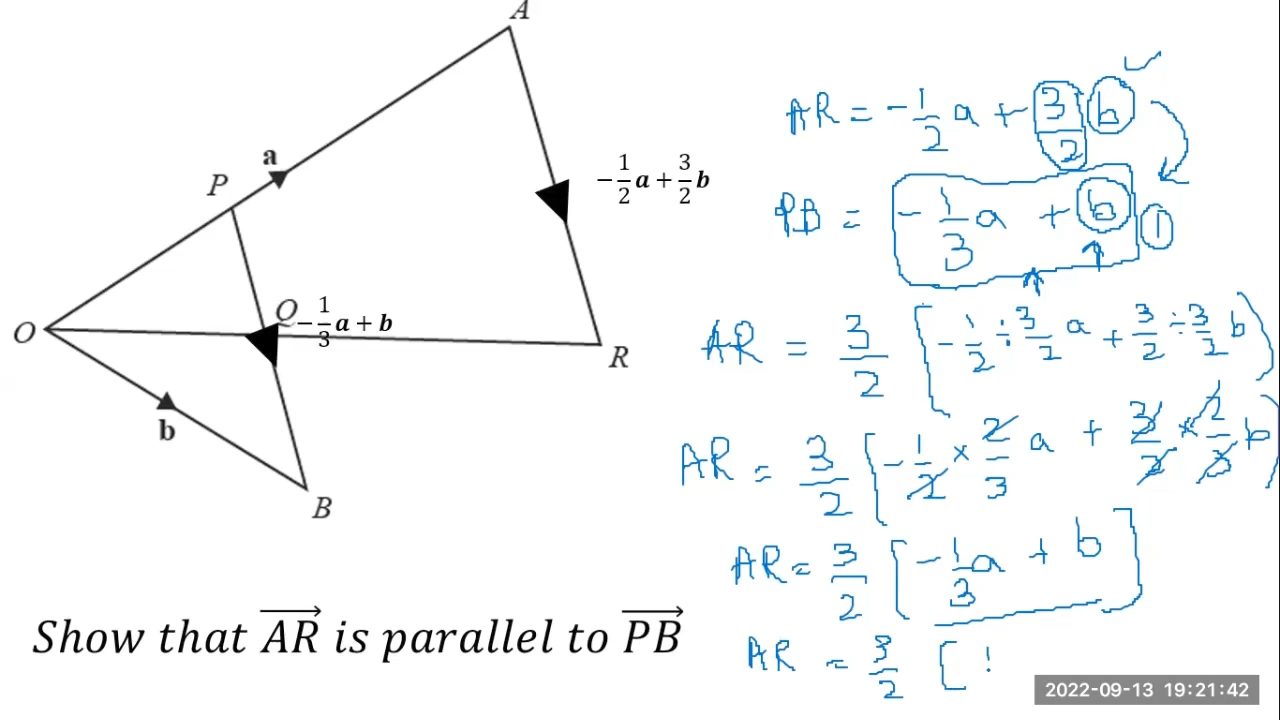 A
a
P
-1/2 a + 3/2 b
O
Q
-1/3 a + b
R
b
B
Show that AR⃗ is parallel to PB⃗
AR = -1/2 a + 3/2 b ✓
PB = -1/3 a + b ①
AR = 3/2 [-1/2 ÷ 3/2 a + 3/2 ÷ 3/2 b)
AR = 3/2 [-1/2 × 2/3 a + 3/2 × 2/3 b)
AR = 3/2 [-1/3 a + b]
AR = 3/2 [
2022-09-13 19:21:42